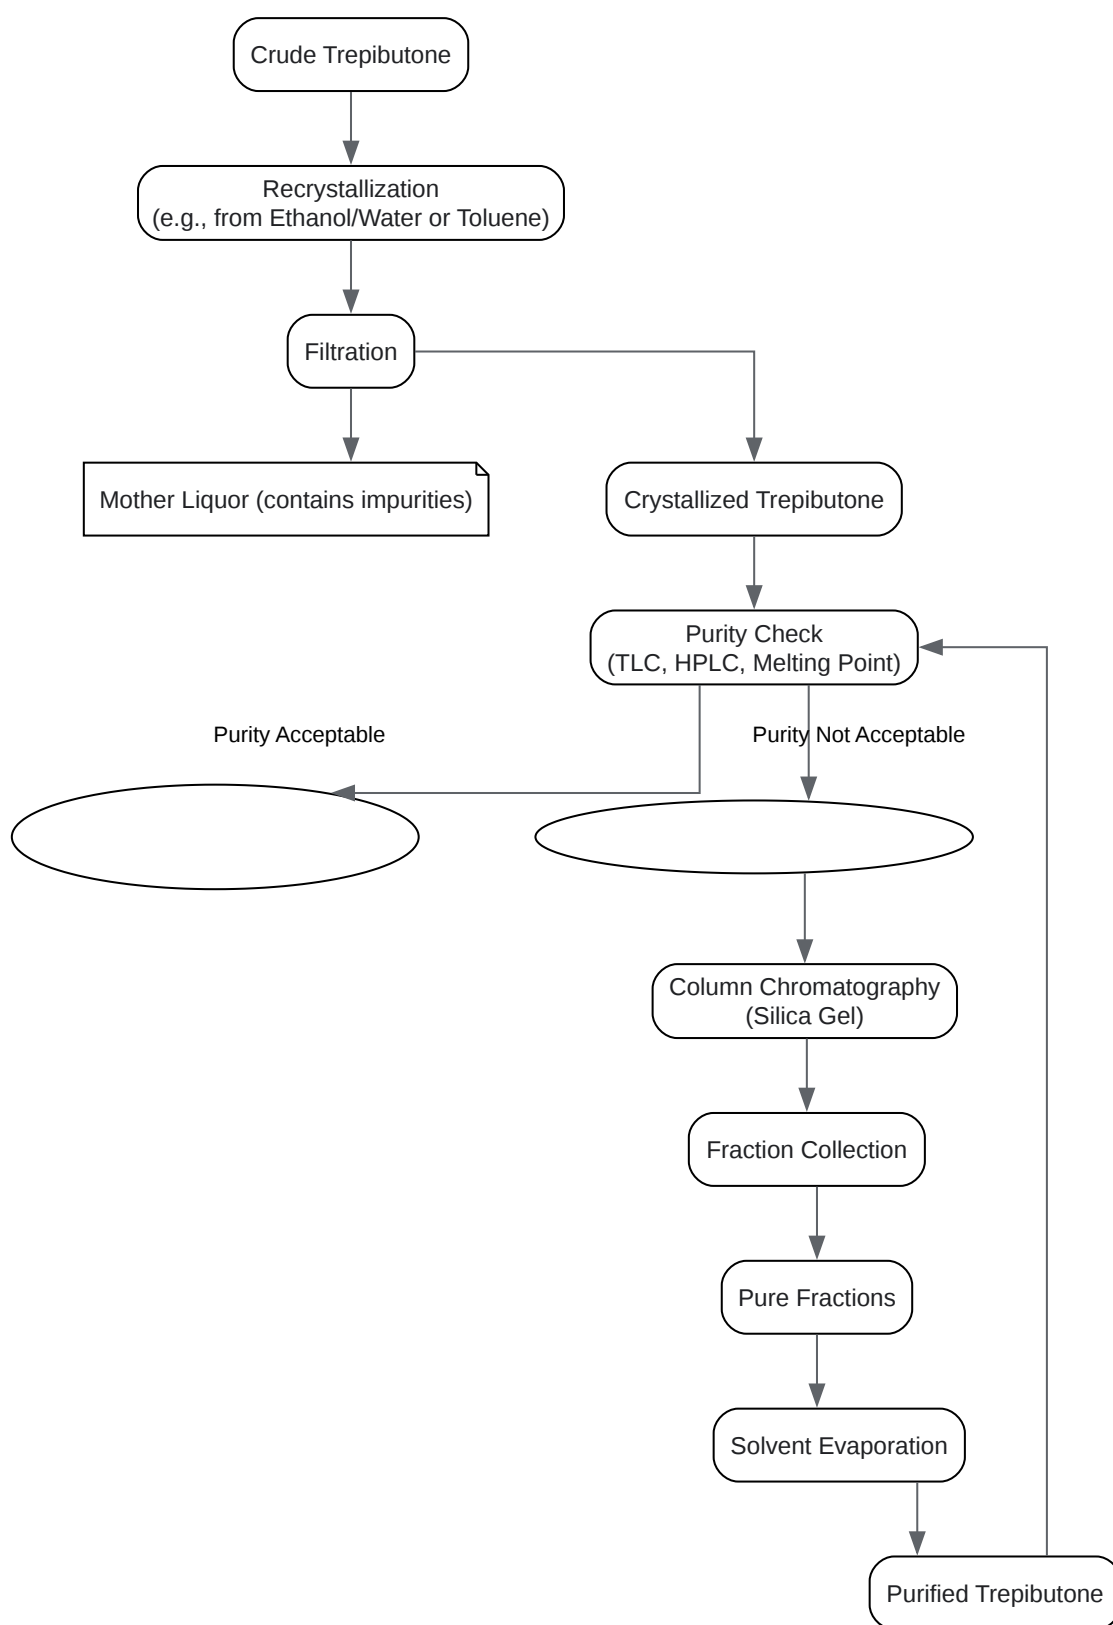 Crude Trepibutone
Recrystallization
(e.g., from Ethanol/Water or Toluene)
Filtration
Mother Liquor (contains impurities)
Crystallized Trepibutone
Purity Check
(TLC, HPLC, Melting Point)
Purity Acceptable
Purity Not Acceptable
Column Chromatography
(Silica Gel)
Fraction Collection
Pure Fractions
Solvent Evaporation
Purified Trepibutone